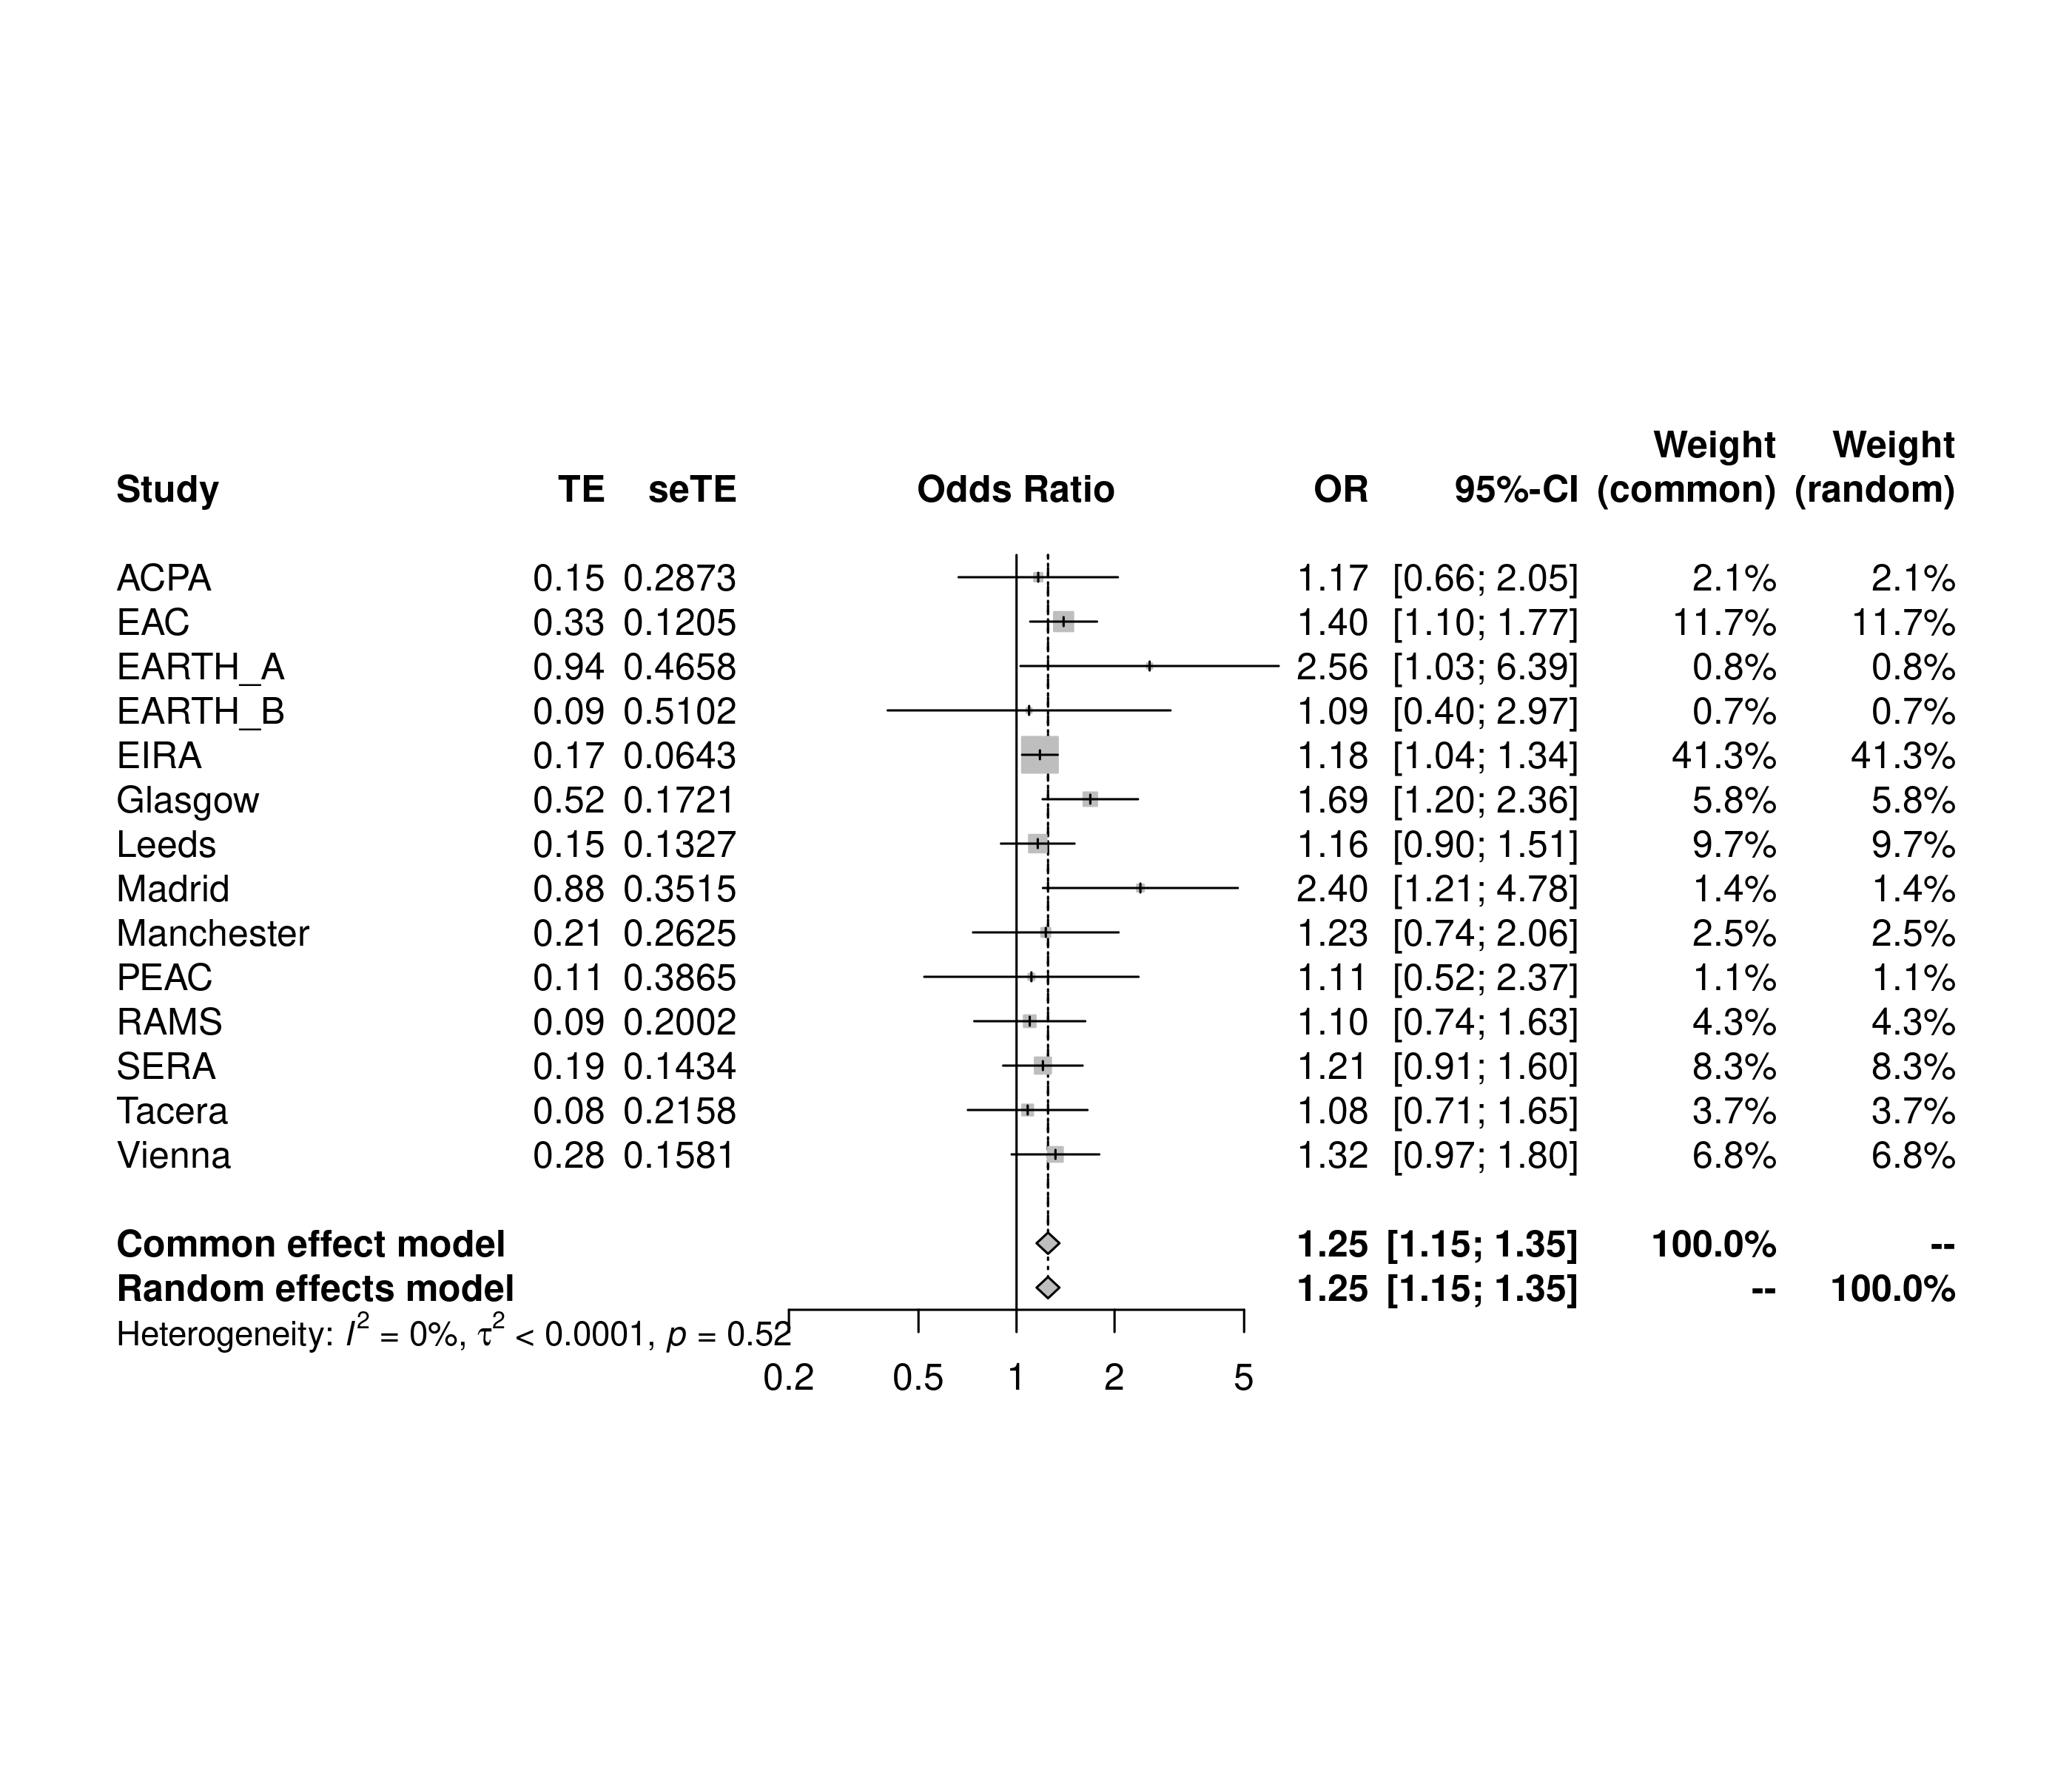 Weight Weight
Study TE seTE Odds Ratio OR 95%-CI (common) (random)
ACPA 0.15 0.2873 1.17 [0.66; 2.05] 2.1% 2.1%
EAC 0.33 0.1205 1.40 [1.10; 1.77] 11.7% 11.7%
EARTH_A 0.94 0.4658 2.56 [1.03; 6.39] 0.8% 0.8%
EARTH_B 0.09 0.5102 1.09 [0.40; 2.97] 0.7% 0.7%
EIRA 0.17 0.0643 1.18 [1.04; 1.34] 41.3% 41.3%
Glasgow 0.52 0.1721 1.69 [1.20; 2.36] 5.8% 5.8%
Leeds 0.15 0.1327 1.16 [0.90; 1.51] 9.7% 9.7%
Madrid 0.88 0.3515 2.40 [1.21; 4.78] 1.4% 1.4%
Manchester 0.21 0.2625 1.23 [0.74; 2.06] 2.5% 2.5%
PEAC 0.11 0.3865 1.11 [0.52; 2.37] 1.1% 1.1%
RAMS 0.09 0.2002 1.10 [0.74; 1.63] 4.3% 4.3%
SERA 0.19 0.1434 1.21 [0.91; 1.60] 8.3% 8.3%
Tacera 0.08 0.2158 1.08 [0.71; 1.65] 3.7% 3.7%
Vienna 0.28 0.1581 1.32 [0.97; 1.80] 6.8% 6.8%
Common effect model 1.25 [1.15; 1.35] 100.0% --
Random effects model 1.25 [1.15; 1.35] -- 100.0%
Heterogeneity: I² = 0%, τ² < 0.0001, p = 0.52
0.2 0.5 1 2 5